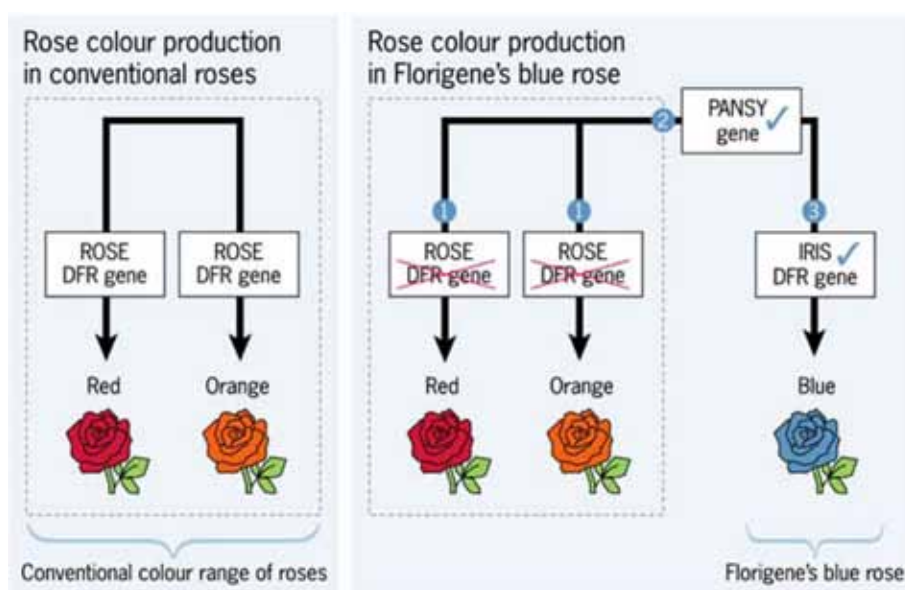 Rose colour production
in conventional roses
ROSE
DFR gene
ROSE
DFR gene
Red
Orange
Conventional colour range of roses
Rose colour production
in Florigene's blue rose
2
PANSY
gene
1
1
3
ROSE
DFR gene
ROSE
DFR gene
IRIS
DFR gene
Red
Orange
Blue
Florigene's blue rose